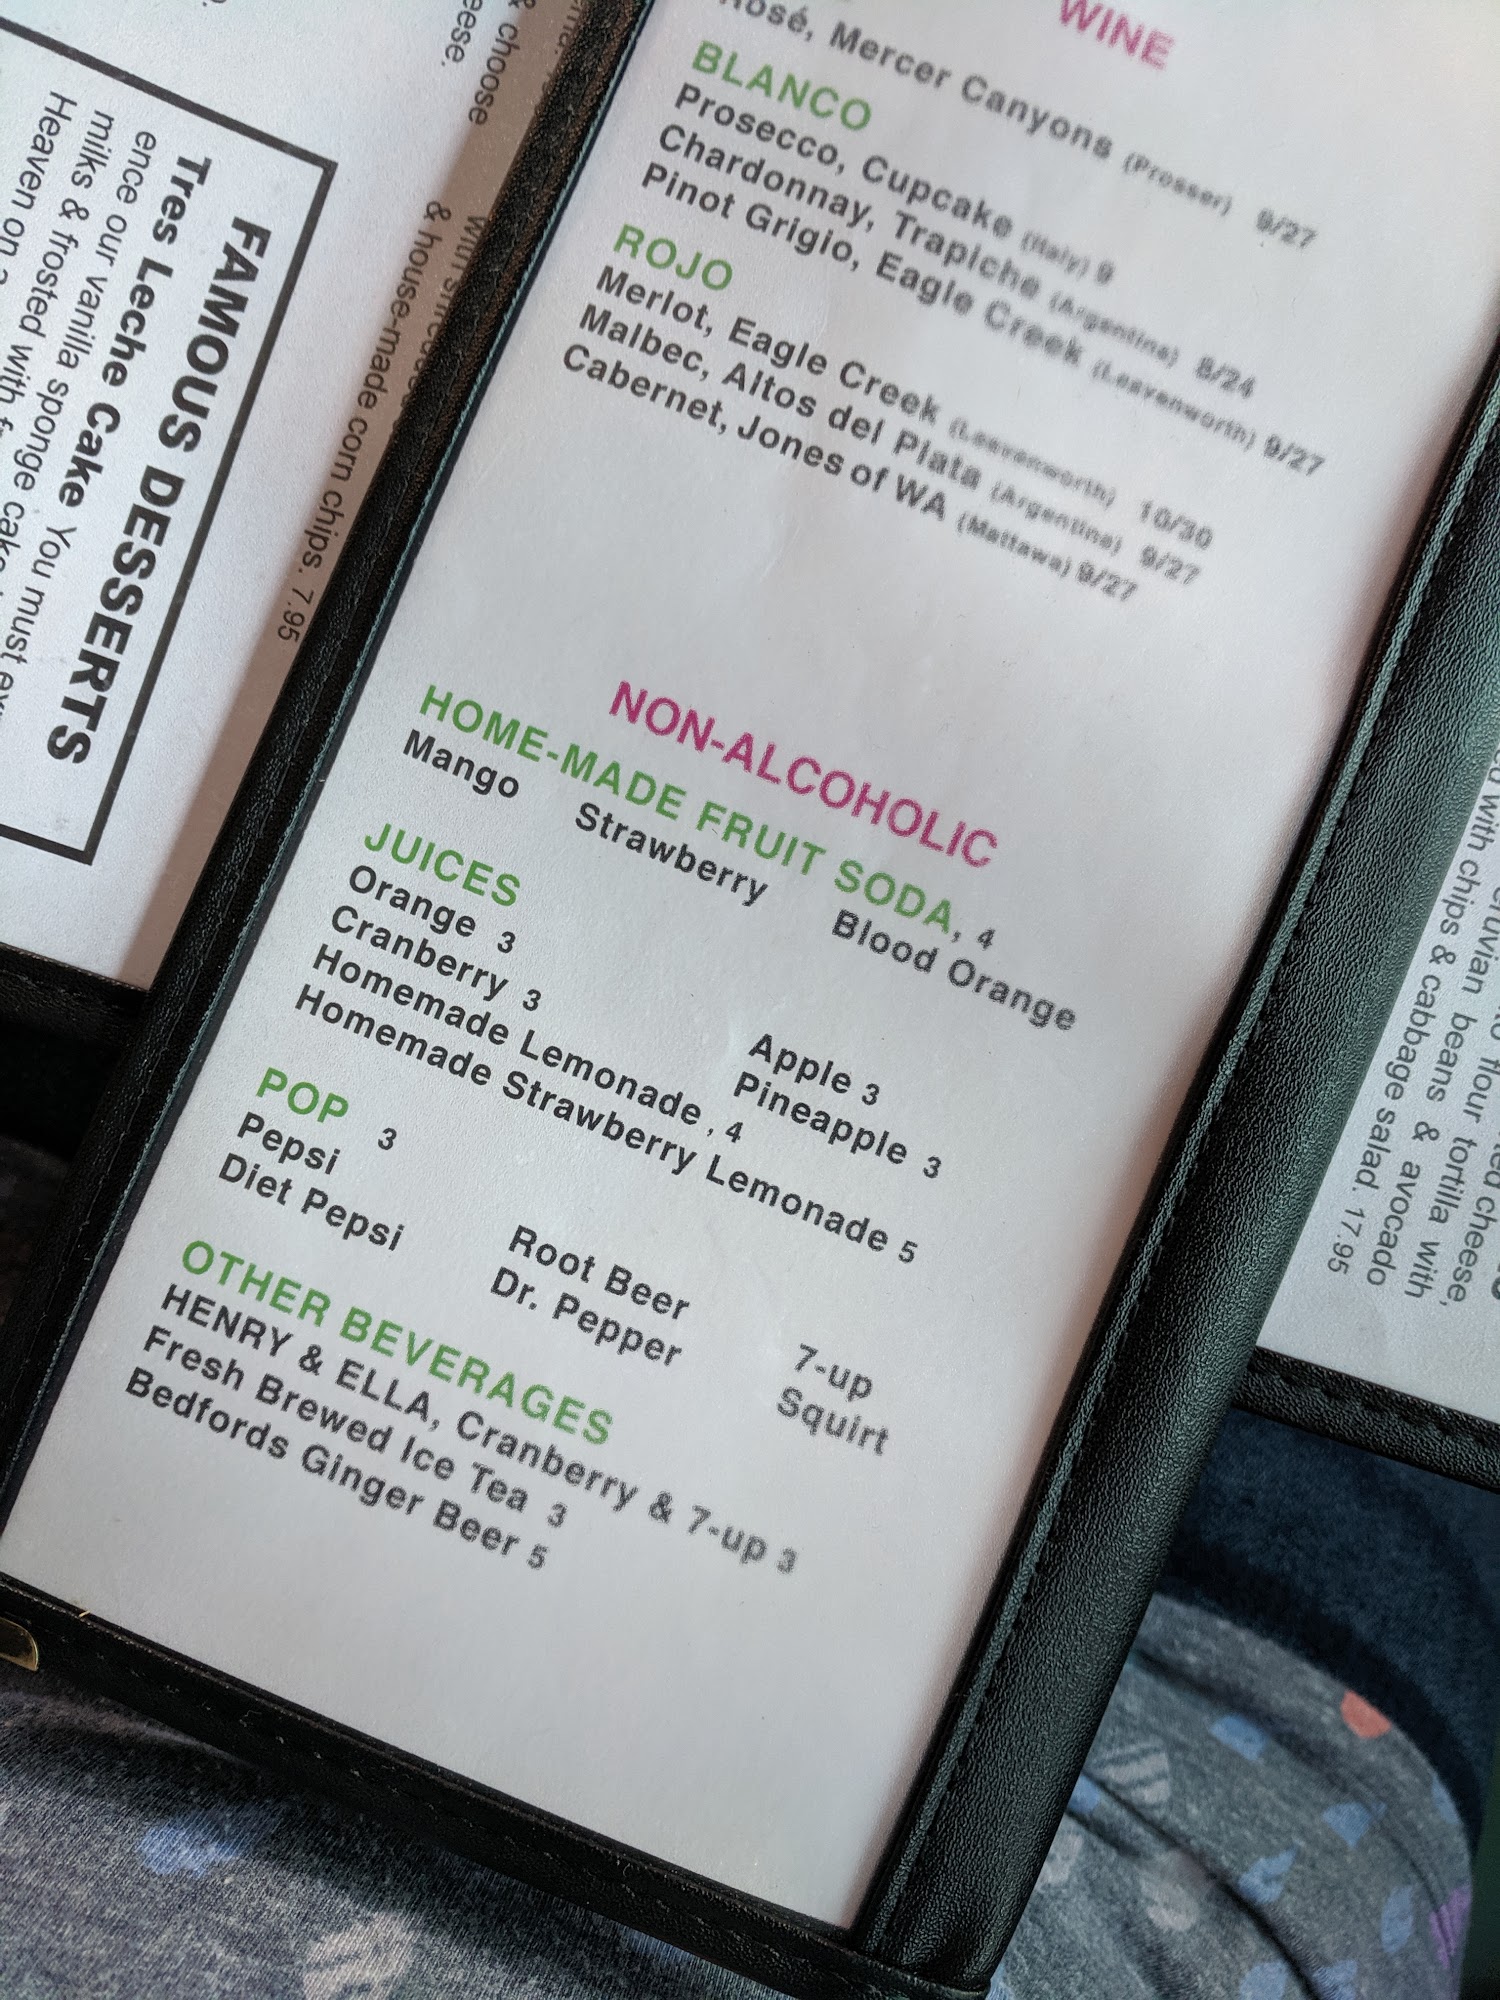 WINE
Rosé, Mercer Canyons (Prosser) 9/27
BLANCO
Prosecco, Cupcake (Italy) 9
Chardonnay, Trapiche (Argentina) 8/24
Pinot Grigio, Eagle Creek (Leavenworth) 9/27
ROJO
Merlot, Eagle Creek (Leavenworth) 10/30
Malbec, Altos del Plata (Argentina) 9/27
Cabernet, Jones of WA (Mattawa) 9/27
NON-ALCOHOLIC
HOME-MADE FRUIT SODA, 4
Mango Strawberry Blood Orange
JUICES
Orange 3 Apple 3
Cranberry 3 Pineapple 3
Homemade Lemonade , 4
Homemade Strawberry Lemonade 5
POP 3
Pepsi Root Beer 7-up
Diet Pepsi Dr. Pepper Squirt
OTHER BEVERAGES
HENRY & ELLA, Cranberry & 7-up 3
Fresh Brewed Ice Tea 3
Bedfords Ginger Beer 5
& choose
& house-made corn chips. 7.95
FAMOUS DESSERTS
Tres Leche Cake You must
ence our vanilla sponge
milks & frosted with
Heaven on
cheese,
flour tortilla with
beans & avocado
with chips & cabbage salad. 17.95